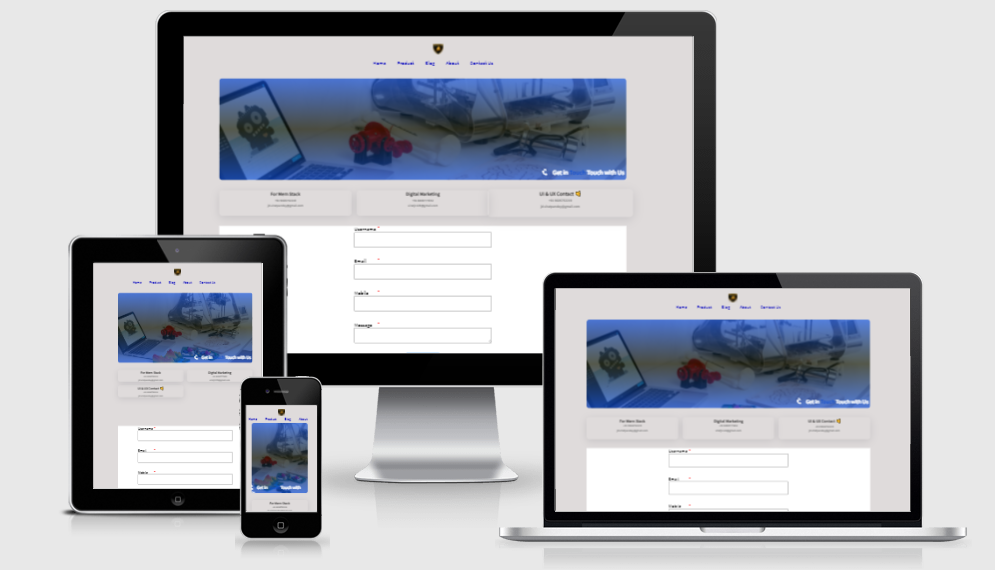 Home Product Blog About Contact Us
Get in Touch with Us
For Mern Stack
Digital Marketing
UI & UX Contact
Username *
Email *
Mobile *
Message *
Home Product Blog About Contact Us
Get in Touch with Us
For Mern Stack
Digital Marketing
UI & UX Contact
Username *
Email *
Mobile *
Home Product Blog About
Get in Touch with
For Mern Stack
Home Product Blog About Contact Us
Get in Touch with Us
For Mern Stack
Digital Marketing
UI & UX Contact
Username *
Email *
Mobile *